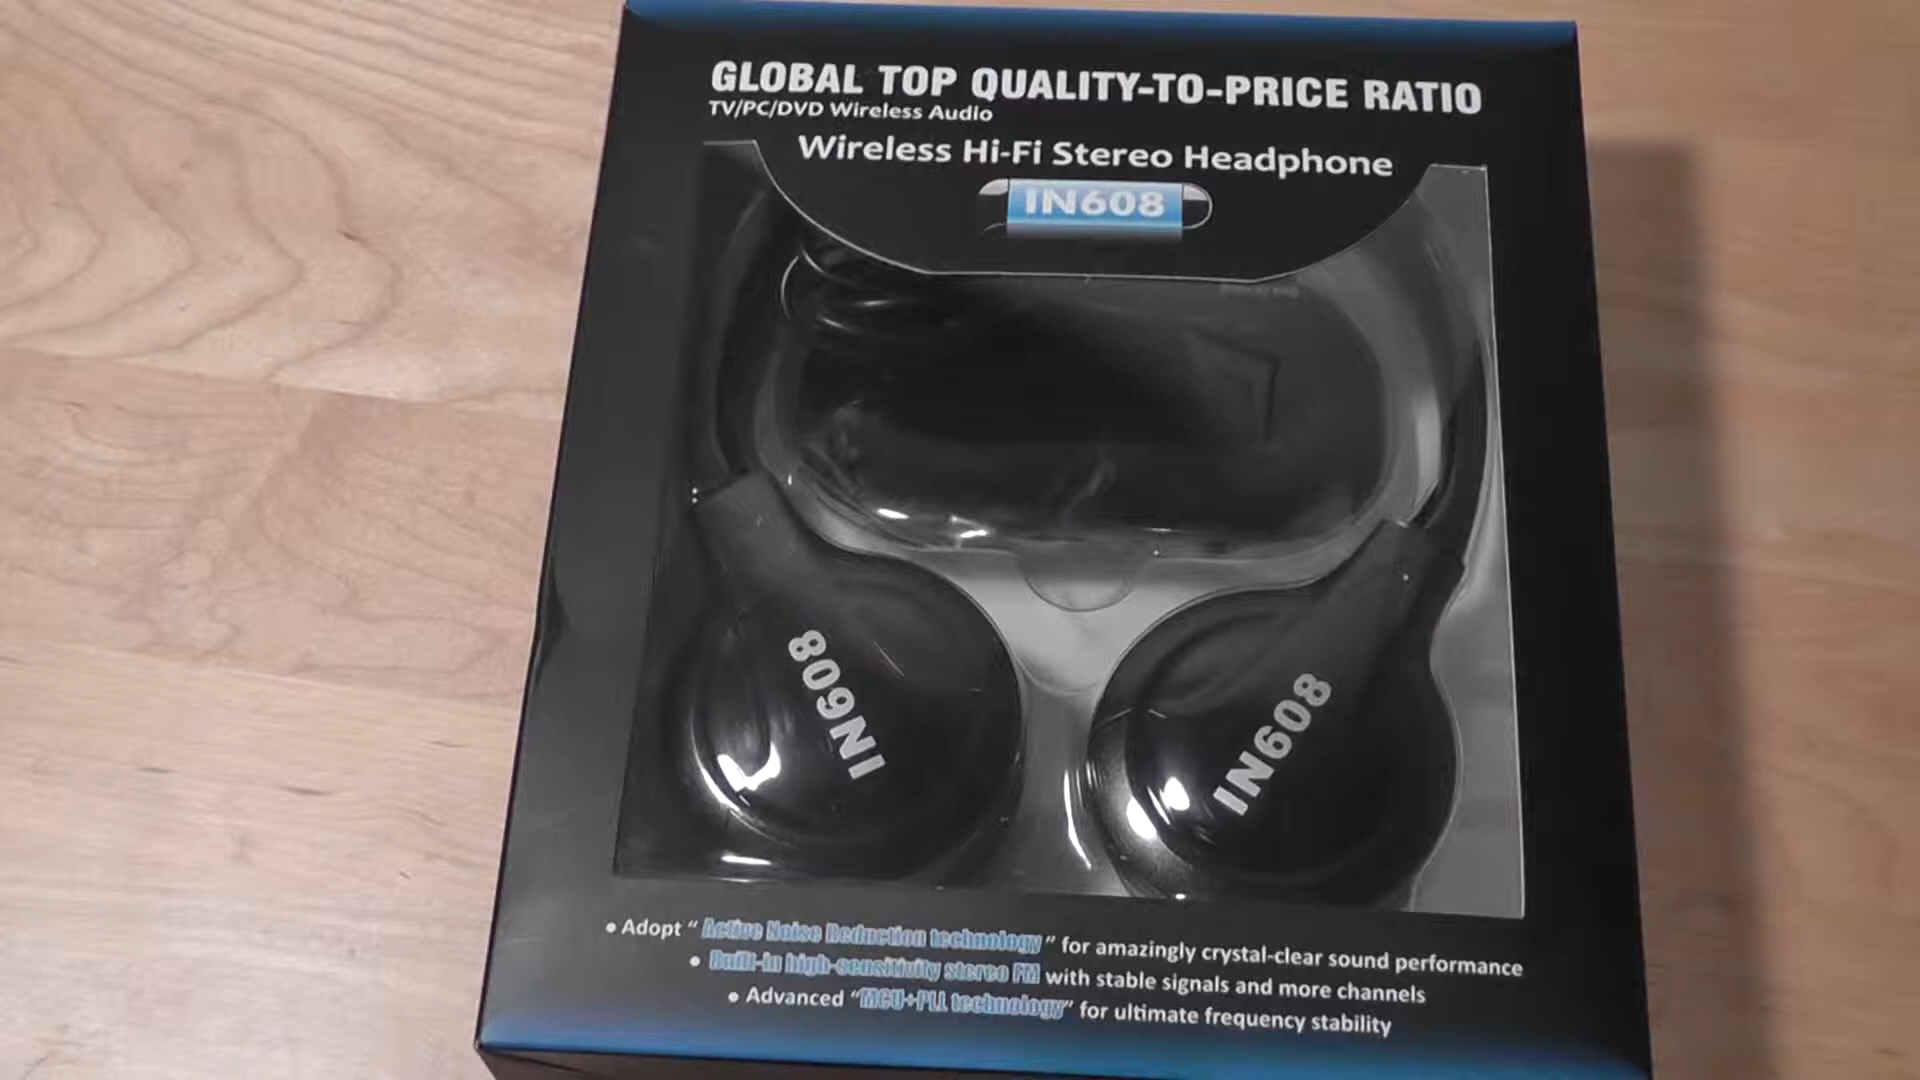 GLOBAL TOP QUALITY-TO-PRICE RATIO
TV/PC/DVD Wireless Audio
Wireless Hi-Fi Stereo Headphone
IN608
IN608
IN608
• Adopt “ Active Noise Reduction technology ” for amazingly crystal-clear sound performance
• Built-in high-sensitivity stereo FM with stable signals and more channels
• Advanced “MCU+PLL technology” for ultimate frequency stability